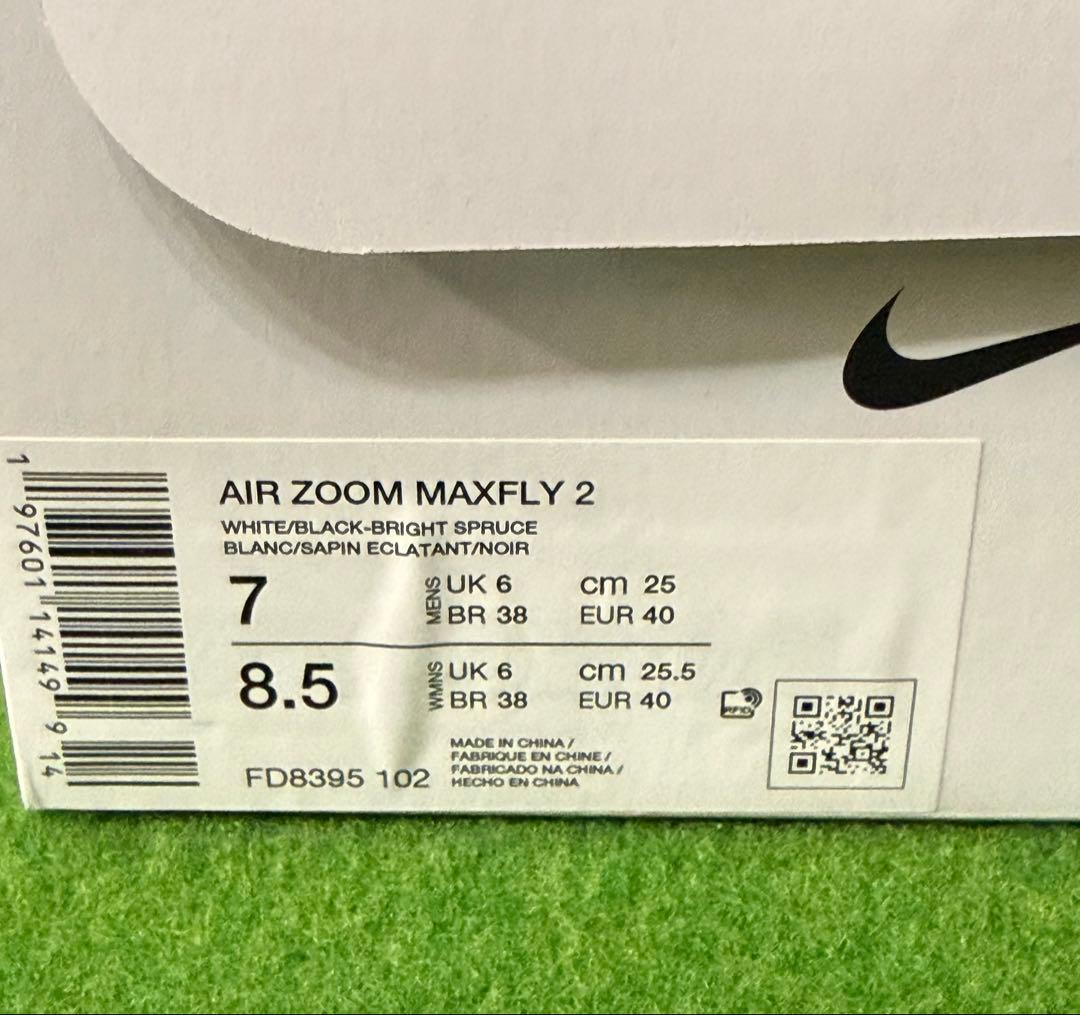 AIR ZOOM MAXFLY 2
WHITE/BLACK-BRIGHT SPRUCE
BLANC/SAPIN ECLATANT/NOIR
7 MENS UK 6 cm 25
BR 38 EUR 40
8.5 WMNS UK 6 cm 25.5
BR 38 EUR 40
RFID
FD8395 102
MADE IN CHINA /
FABRIQUE EN CHINE /
FABRICADO NA CHINA /
HECHO EN CHINA
1 97601 14149 9 14